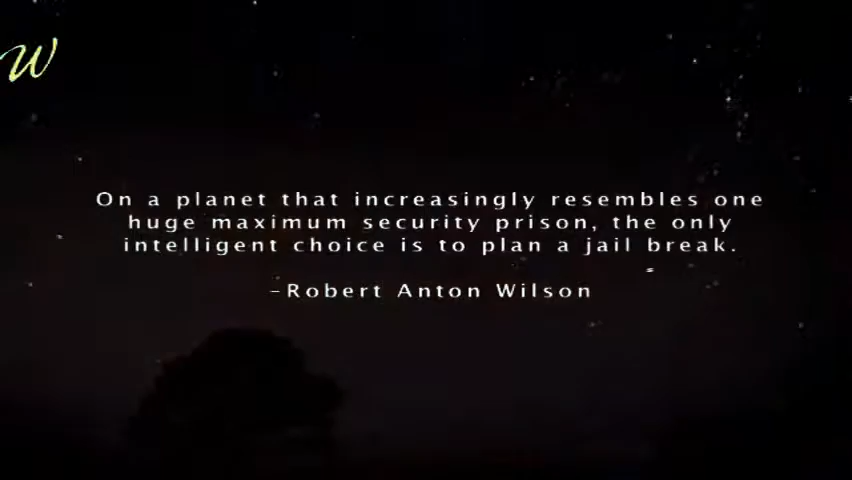 W
On a planet that increasingly resembles one
huge maximum security prison, the only
intelligent choice is to plan a jail break.
-Robert Anton Wilson